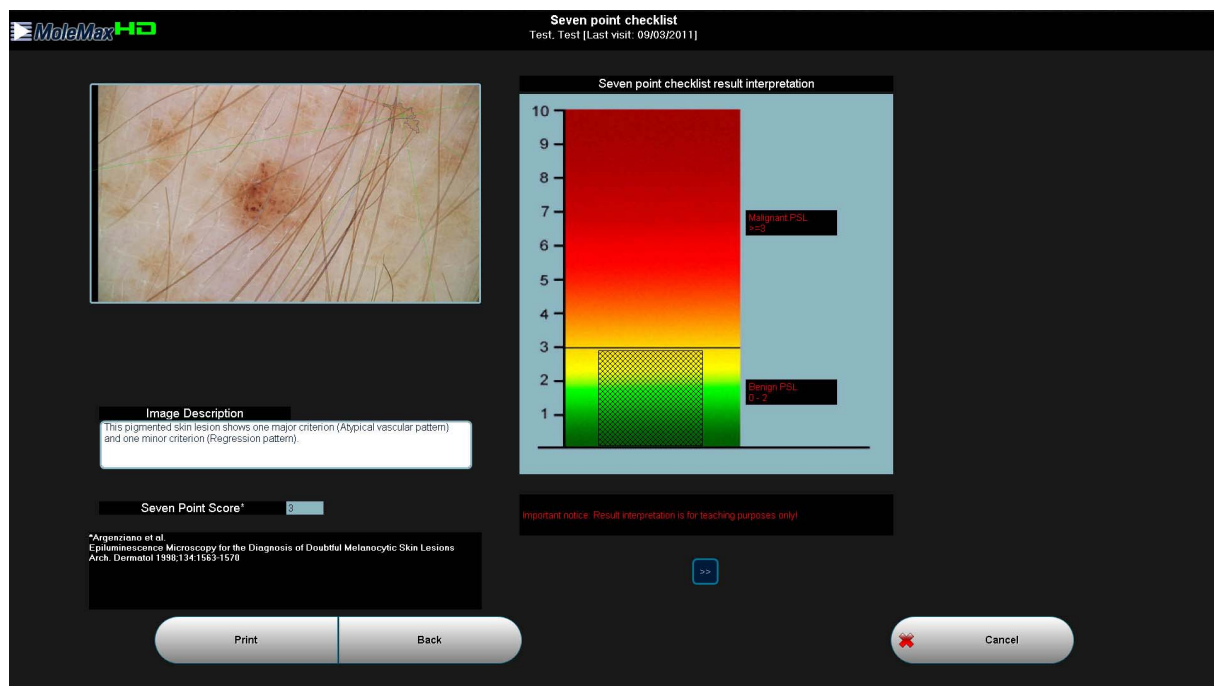 MoleMax HD
Seven point checklist
Test, Test [Last visit: 09/03/2011]
Seven point checklist result interpretation
10
9
8
7
6
5
4
3
2
1
Malignant PSL
>=3
Benign PSL
0 - 2
Image Description
This pigmented skin lesion shows one major criterion (Atypical vascular pattern)
and one minor criterion (Regression pattern).
Seven Point Score*
3
*Argenziano et al.
Epiluminescence Microscopy for the Diagnosis of Doubtful Melanocytic Skin Lesions
Arch. Dermatol 1998;134:1563-1570
Important notice: Result interpretation is for teaching purposes only!
>>
Print
Back
Cancel